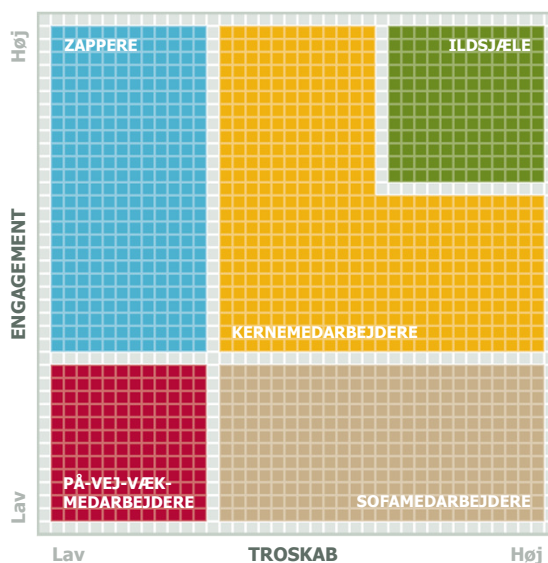 Høj
ZAPPERE
ILDSJÆLE
ENGAGEMENT
KERNEMEDARBEJDERE
PÅ-VEJ-VÆK-
MEDARBEJDERE
SOFAMEDARBEJDERE
Lav
Lav
TROSKAB
Høj